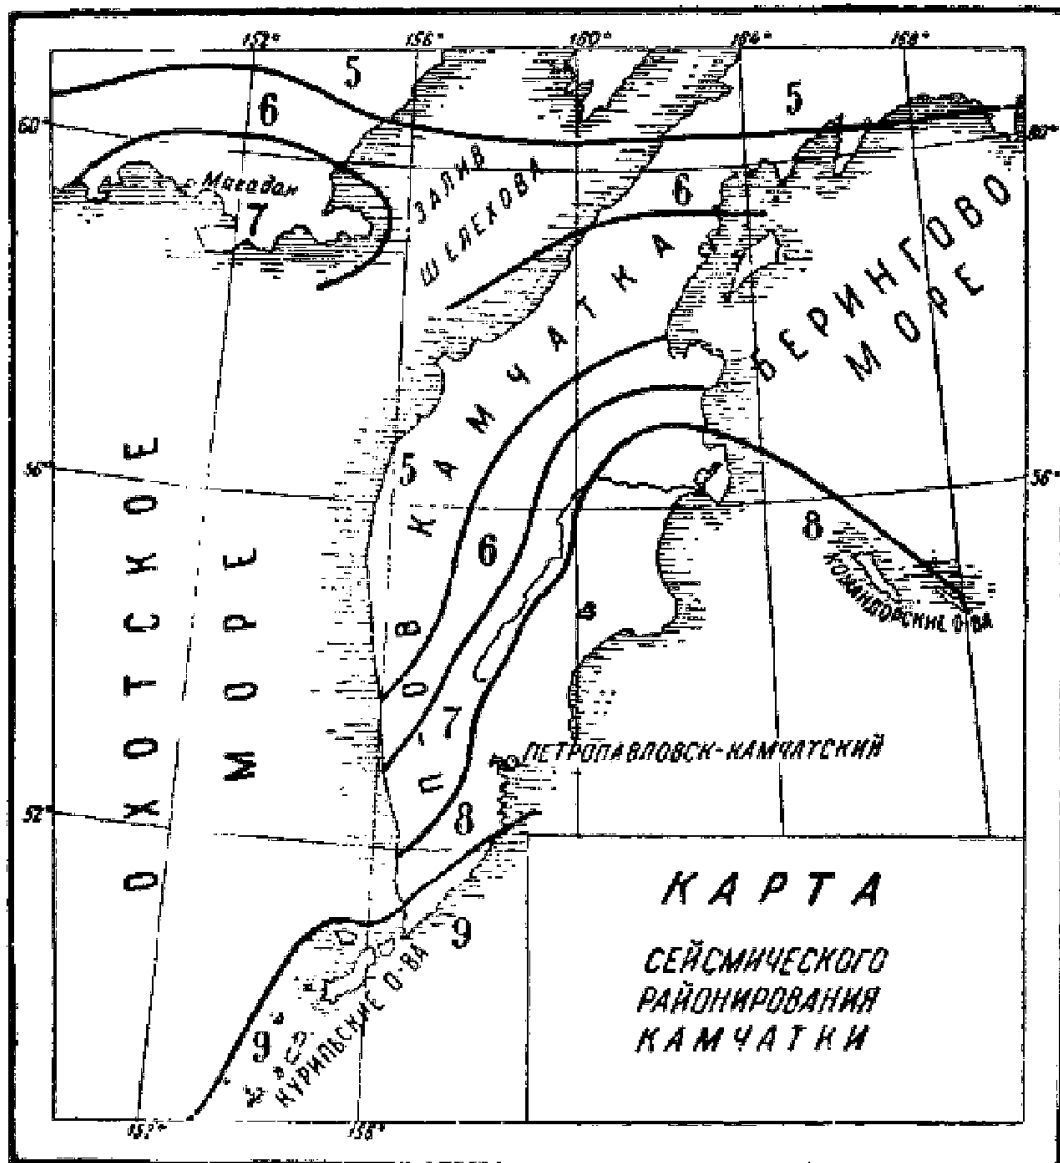 152° 156° 160° 164° 168°
5
5
6
60°
60°
Магадан
7
ЗАЛИВ
ШЕЛЕХОВА
6
БЕРИНГОВО
МОРЕ
П-ОВ КАМЧАТКА
ОХОТСКОЕ
МОРЕ
5
56°
56°
6
8
КОМАНДОРСКИЕ О-ВА
7
ПЕТРОПАВЛОВСК-КАМЧАТСКИЙ
52°
8
9
9
КУРИЛЬСКИЕ О-ВА
КАРТА
СЕЙСМИЧЕСКОГО
РАЙОНИРОВАНИЯ
КАМЧАТКИ
152° 156°